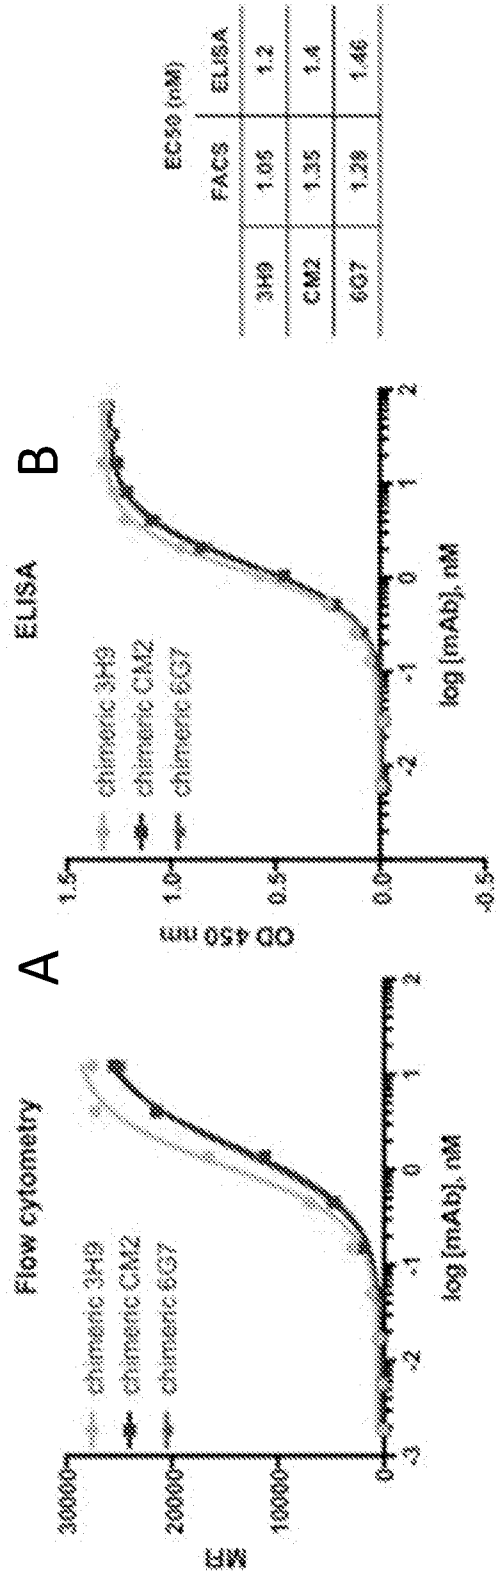 A
Flow cytometry
chimeric 3H9
chimeric CM2
chimeric 6G7
MFI
30000
20000
10000
0
-3
-2
-1
0
1
2
log [mAb], nM
B
ELISA
chimeric 3H9
chimeric CM2
chimeric 6G7
OD 450 nm
1.5
1.0
0.5
0.0
-0.5
-2
-1
0
1
2
log [mAb], nM
EC50 (nM)
FACS ELISA
3H9 1.05 1.2
CM2 1.35 1.4
6G7 1.28 1.46